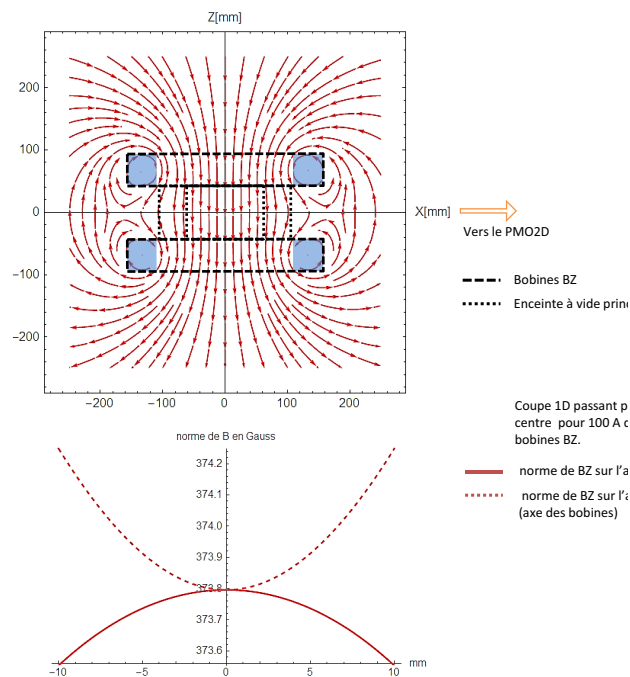 Z[mm]
200
100
0
−100
−200
−200
−100
0
100
200
X[mm]
Vers le PMO2D
Bobines BZ
Enceinte à vide
Coupe 1D passant
centre pour 100 A
bobines BZ.
norme de BZ sur
norme de BZ sur
(axe des bobines)
norme de B en Gauss
374.2
374.1
374.0
373.9
373.8
373.7
373.6
−10
−5
0
5
10
mm